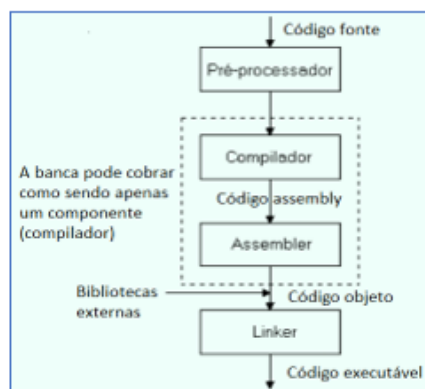 Código fonte
Pré-processador
Compilador
A banca pode cobrar
como sendo apenas
um componente
(compilador)
Código assembly
Assembler
Bibliotecas
externas
Código objeto
Linker
Código executável